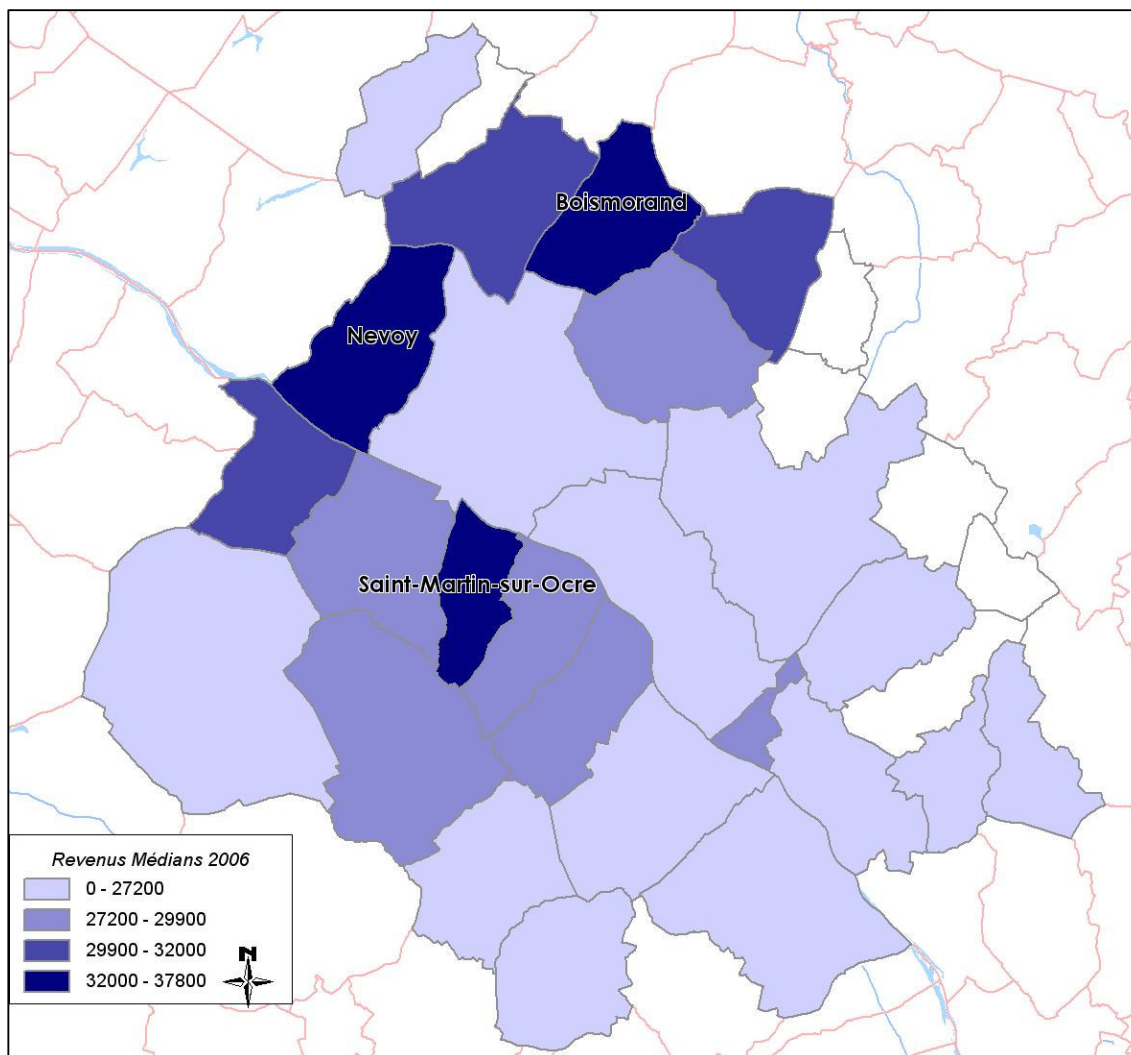 Boismorand
Nevoy
Saint-Martin-sur-Ocre
Revenus Médians 2006
0 - 27200
27200 - 29900
29900 - 32000
32000 - 37800
N